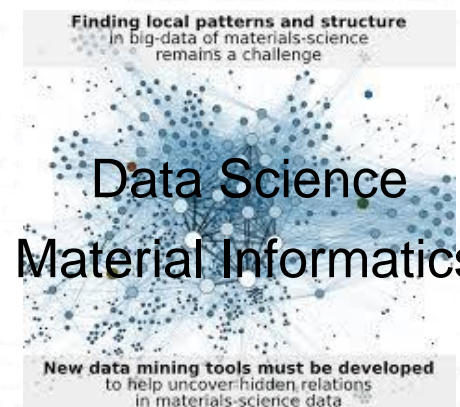 Finding local patterns and structure
in big-data of materials-science
remains a challenge
Data Science
Material Informatics
New data mining tools must be developed
to help uncover hidden relations
in materials-science data